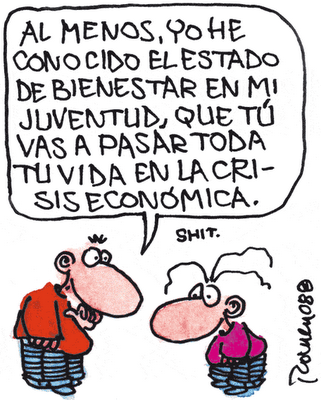 AL MENOS, YO HE
CONOCIDO EL ESTADO
DE BIENESTAR EN MI
JUVENTUD, QUE TÚ
VAS A PASAR TODA
TU VIDA EN LA CRI-
SIS ECONÓMICA.
SHIT.